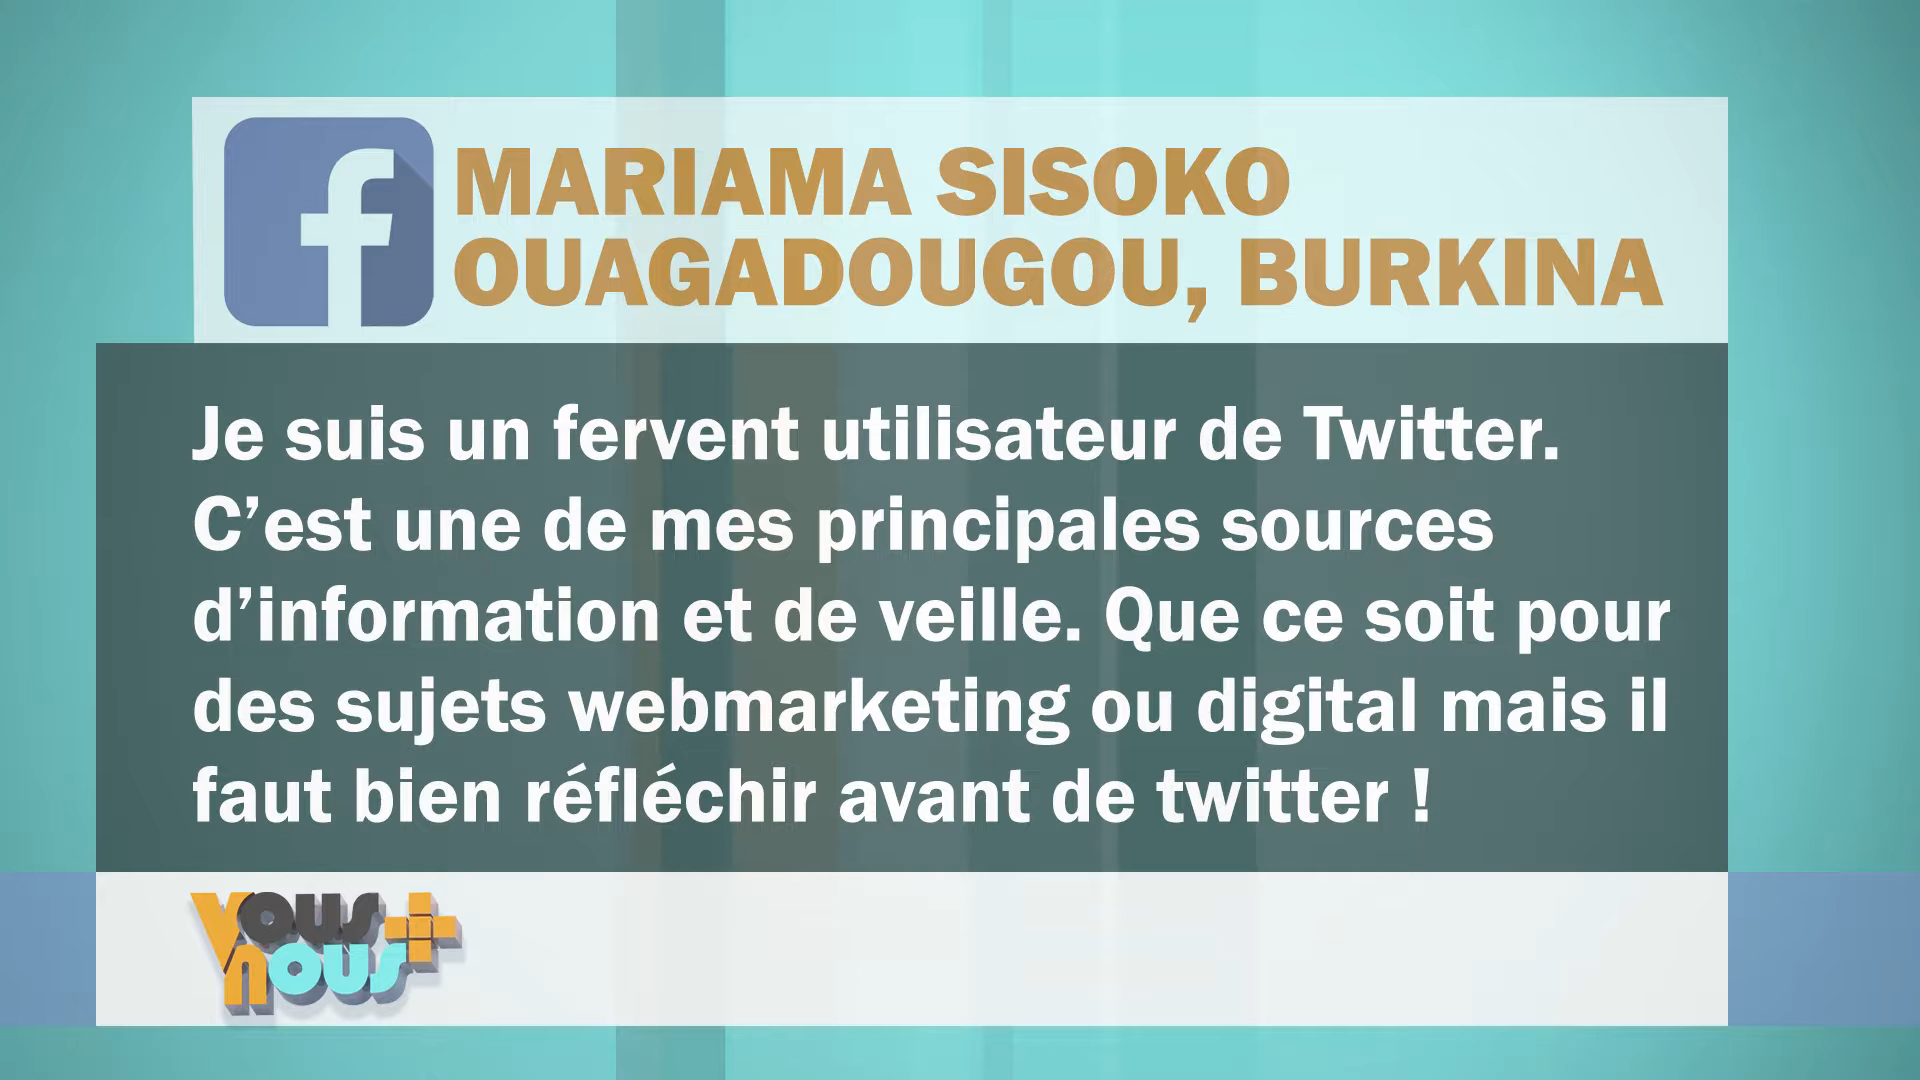 MARIAMA SISOKO
OUAGADOUGOU, BURKINA
Je suis un fervent utilisateur de Twitter.
C’est une de mes principales sources
d’information et de veille. Que ce soit pour
des sujets webmarketing ou digital mais il
faut bien réfléchir avant de twitter !
Vous
nous